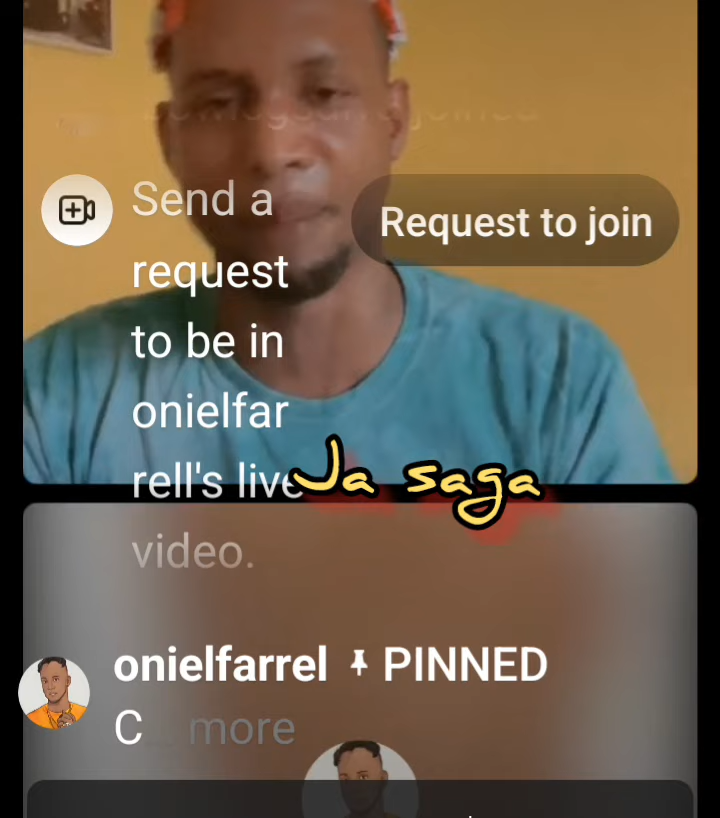 Send a
request
to be in
onielfar
rell's live
video.
Request to join
Ja saga
onielfarrel PINNED
C more